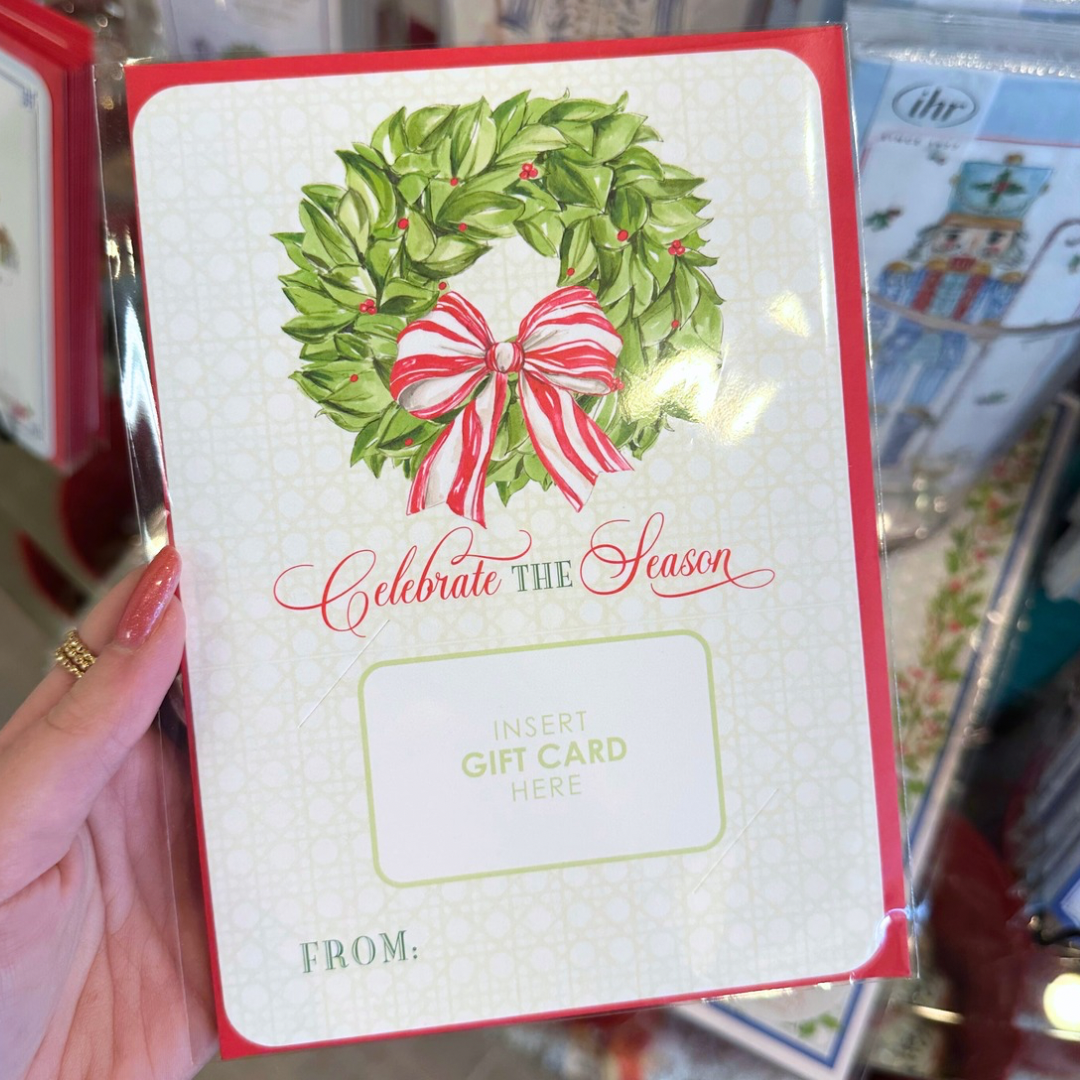 ihr
Celebrate THE Season
INSERT
GIFT CARD
HERE
FROM: